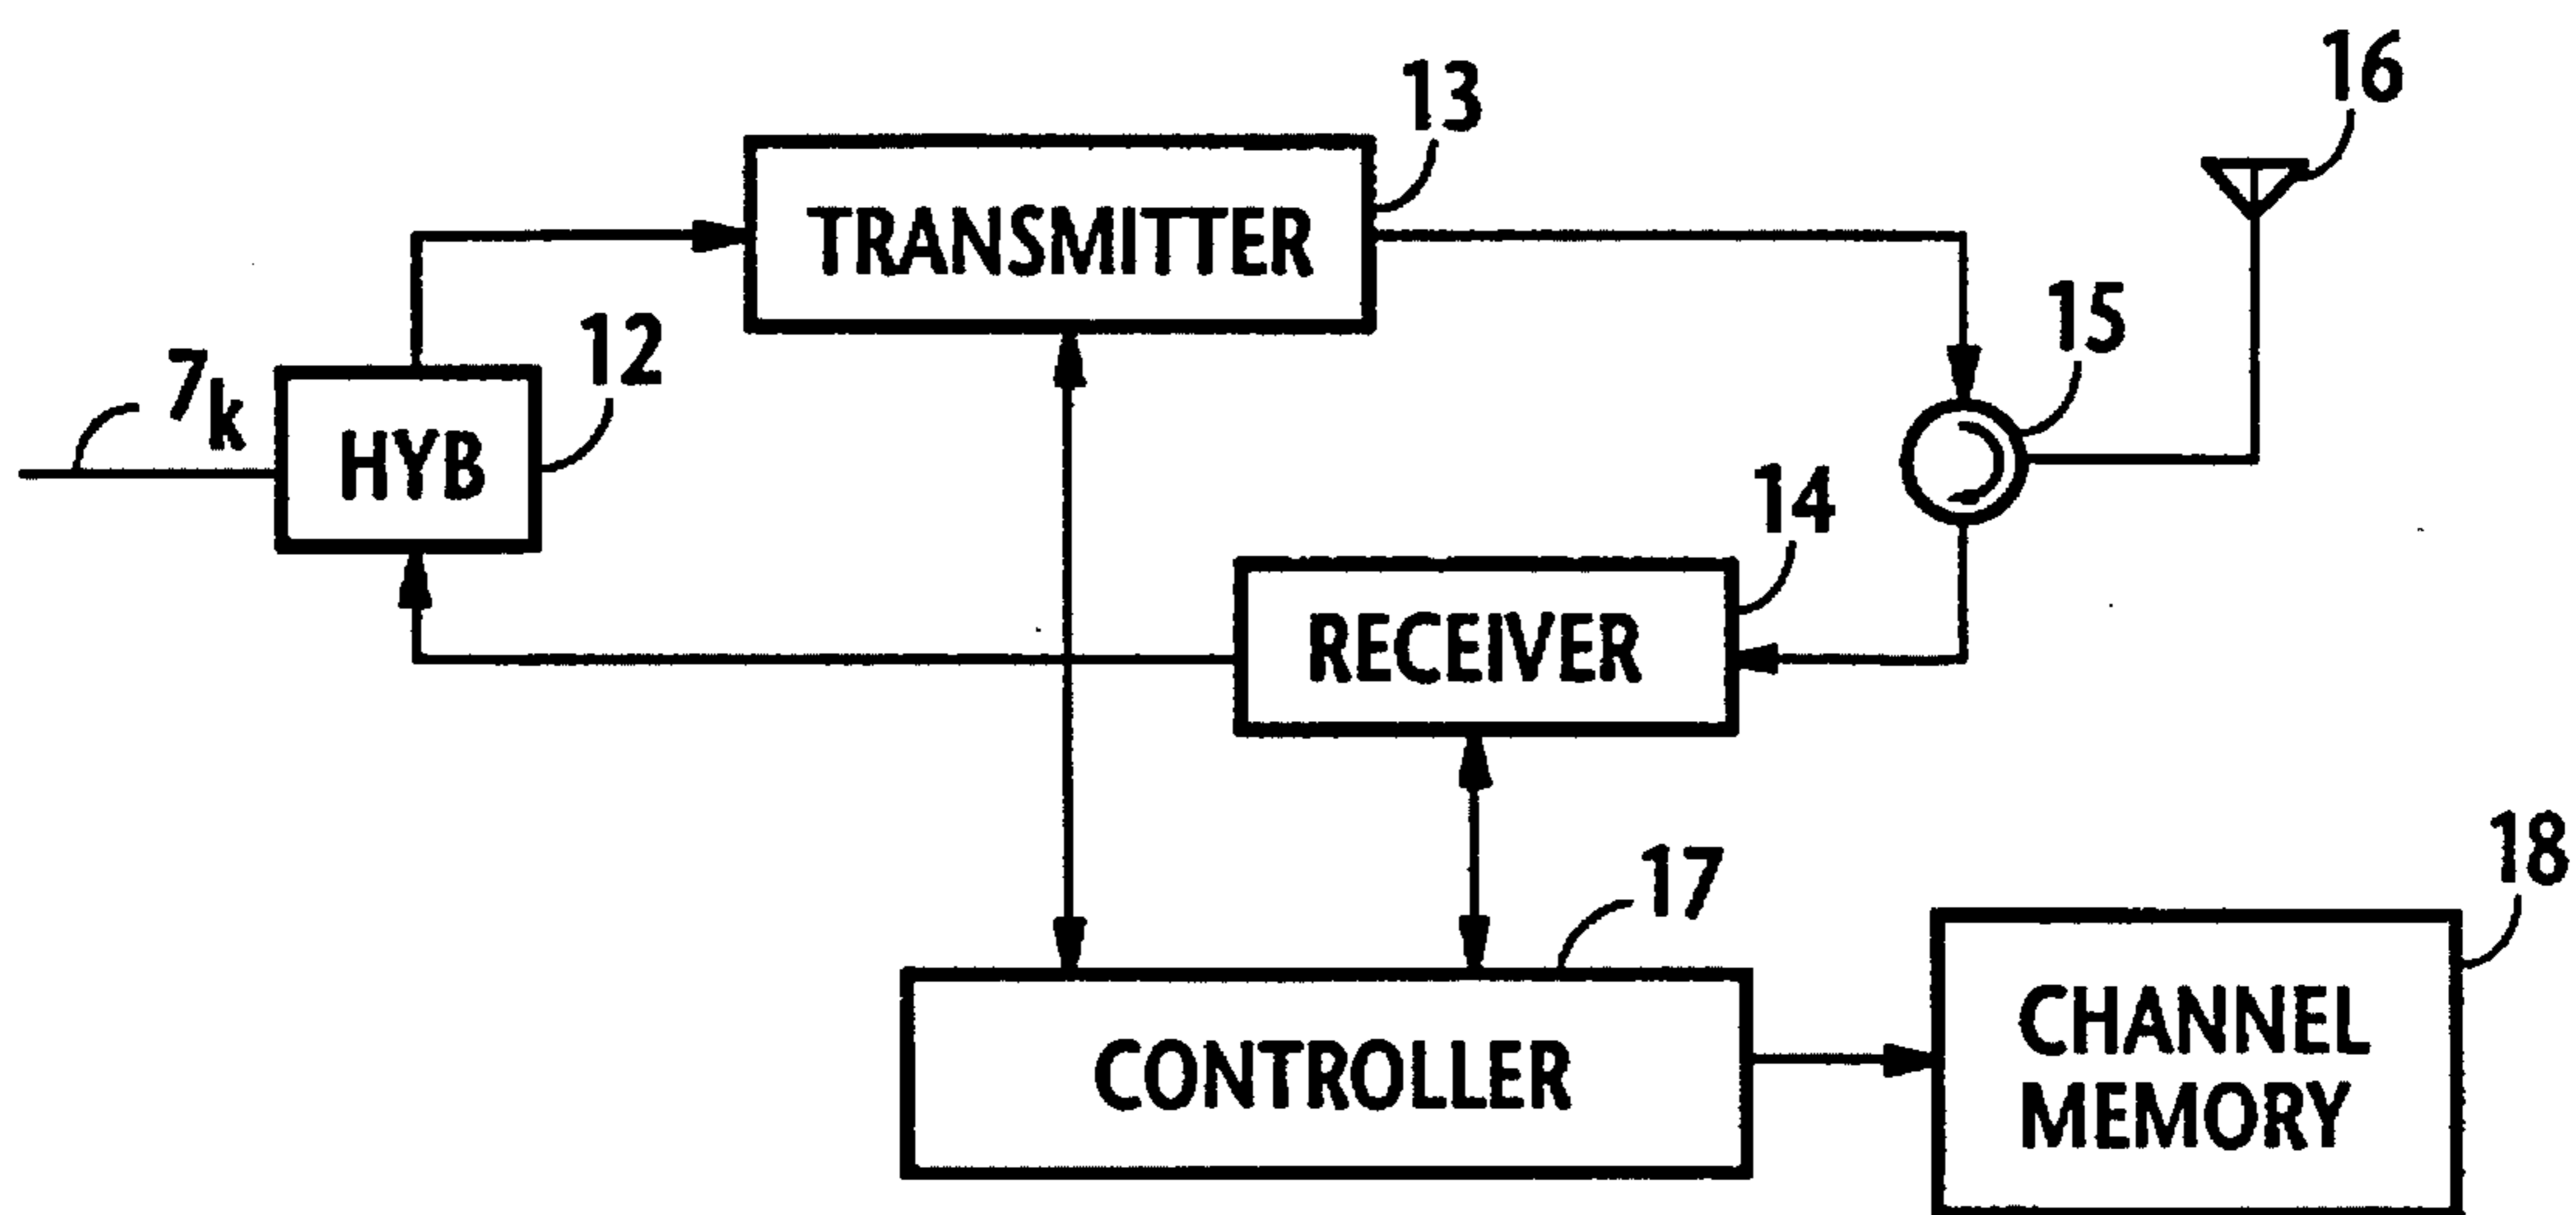 16
13
TRANSMITTER
15
12
7k
HYB
14
RECEIVER
17
18
CONTROLLER
CHANNEL
MEMORY